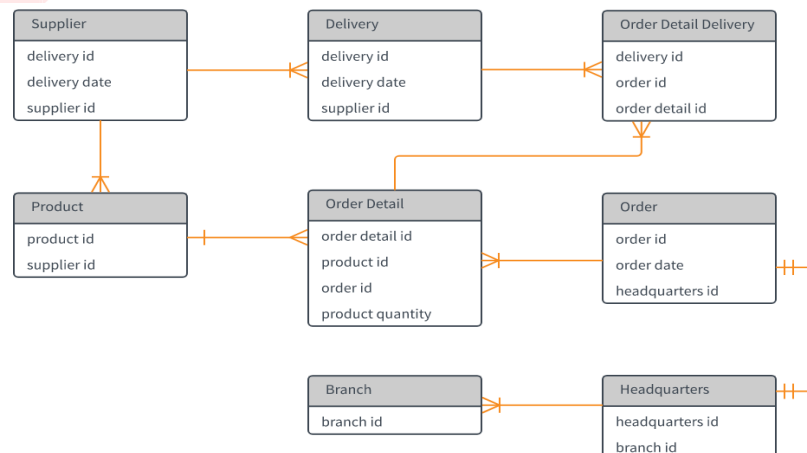 Supplier
delivery id
delivery date
supplier id
Delivery
delivery id
delivery date
supplier id
Order Detail Delivery
delivery id
order id
order detail id
Product
product id
supplier id
Order Detail
order detail id
product id
order id
product quantity
Order
order id
order date
headquarters id
Branch
branch id
Headquarters
headquarters id
branch id